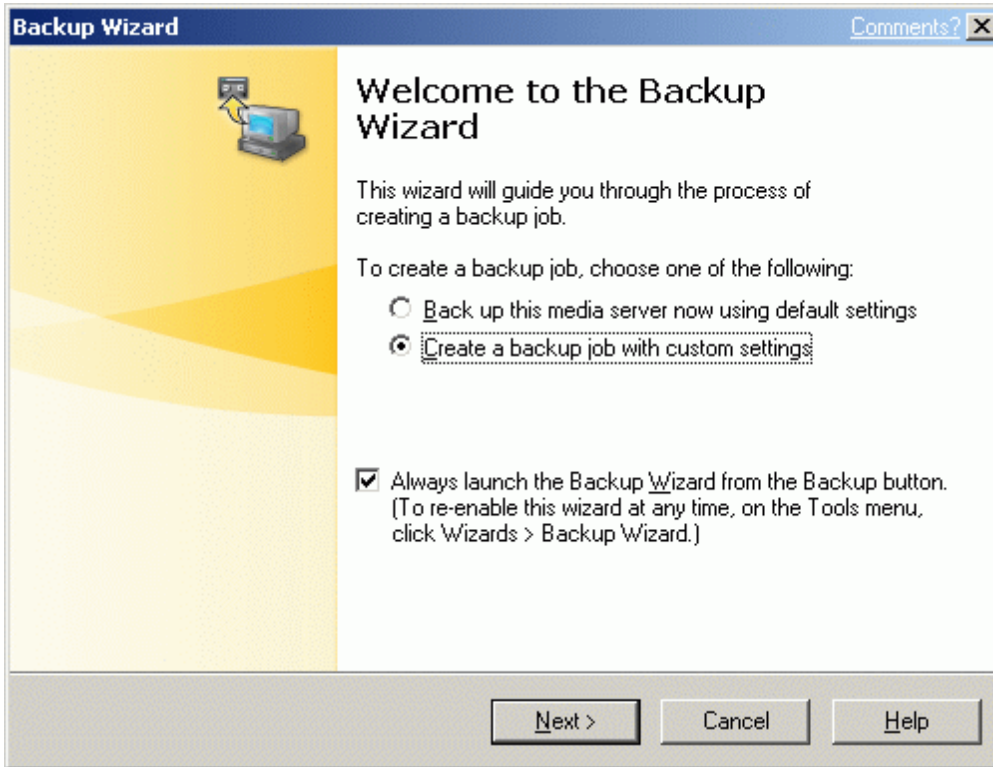 Backup Wizard Comments?
Welcome to the Backup
Wizard
This wizard will guide you through the process of
creating a backup job.
To create a backup job, choose one of the following:
Back up this media server now using default settings
Create a backup job with custom settings
Always launch the Backup Wizard from the Backup button.
(To re-enable this wizard at any time, on the Tools menu,
click Wizards > Backup Wizard.)
Next > Cancel Help